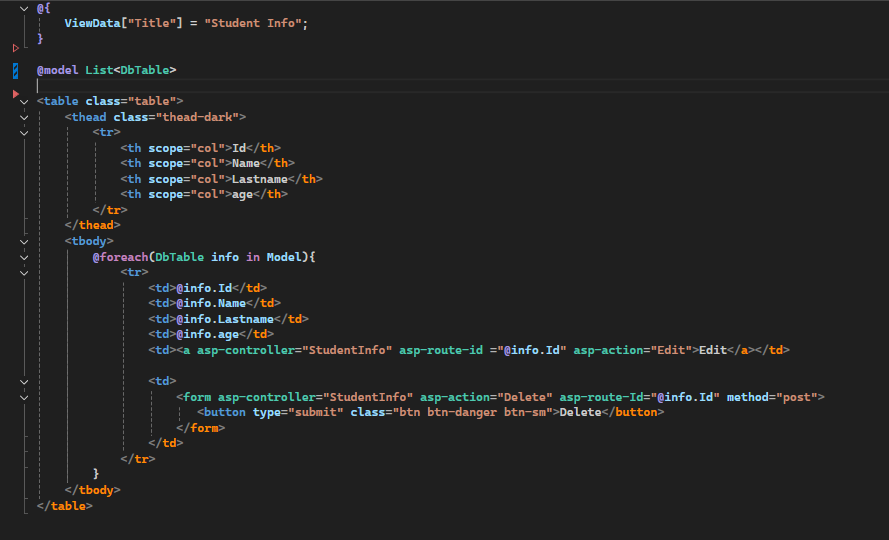 @{
    ViewData["Title"] = "Student Info";
}

@model List<DbTable>

<table class="table">
    <thead class="thead-dark">
        <tr>
            <th scope="col">Id</th>
            <th scope="col">Name</th>
            <th scope="col">Lastname</th>
            <th scope="col">age</th>
        </tr>
    </thead>
    <tbody>
        @foreach(DbTable info in Model){
            <tr>
                <td>@info.Id</td>
                <td>@info.Name</td>
                <td>@info.Lastname</td>
                <td>@info.age</td>
                <td><a asp-controller="StudentInfo" asp-route-id ="@info.Id" asp-action="Edit">Edit</a></td>

                <td>
                    <form asp-controller="StudentInfo" asp-action="Delete" asp-route-Id="@info.Id" method="post">
                       <button type="submit" class="btn btn-danger btn-sm">Delete</button>
                    </form>
                </td>
            </tr>
        }
    </tbody>
</table>